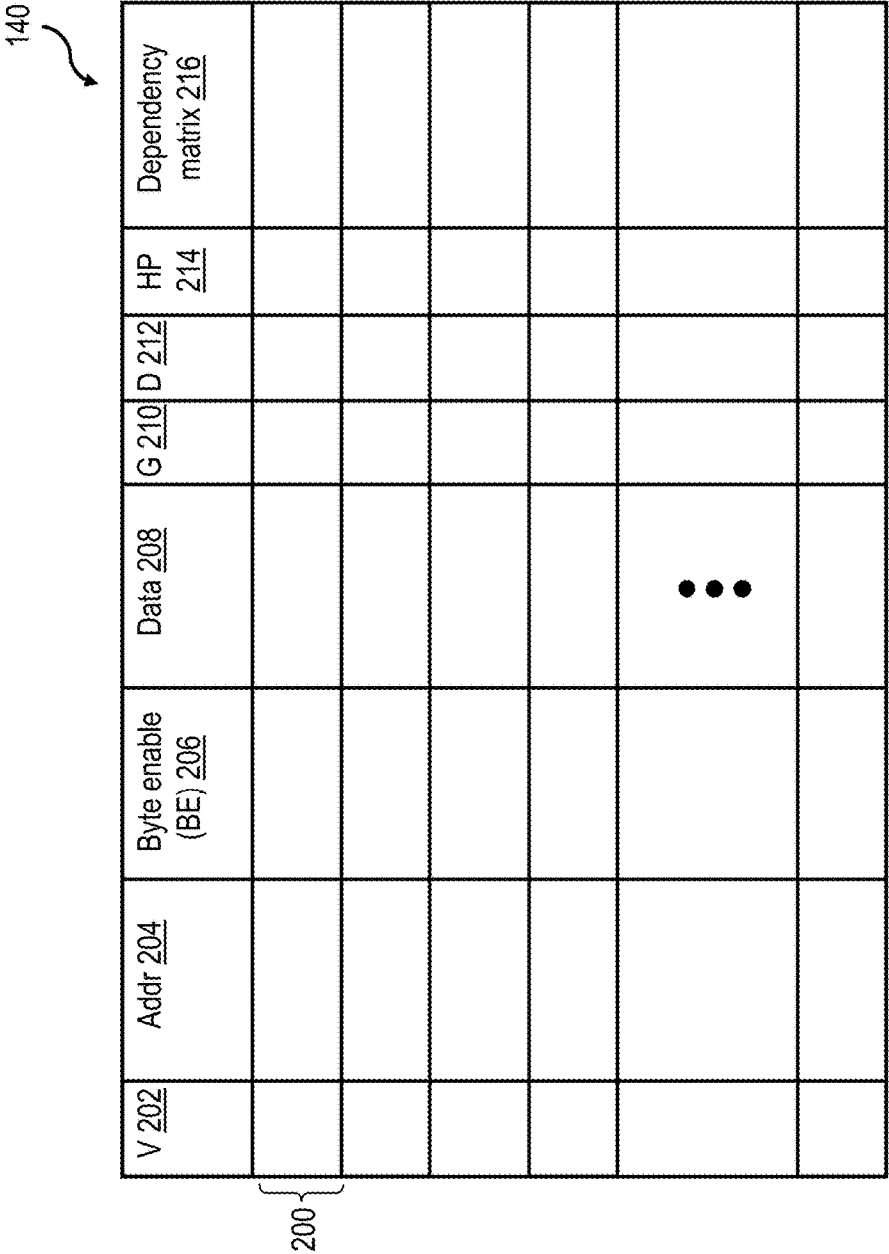 140
V 202
Addr 204
Byte enable
(BE) 206
Data 208
G 210
D 212
HP
214
Dependency
matrix 216
200